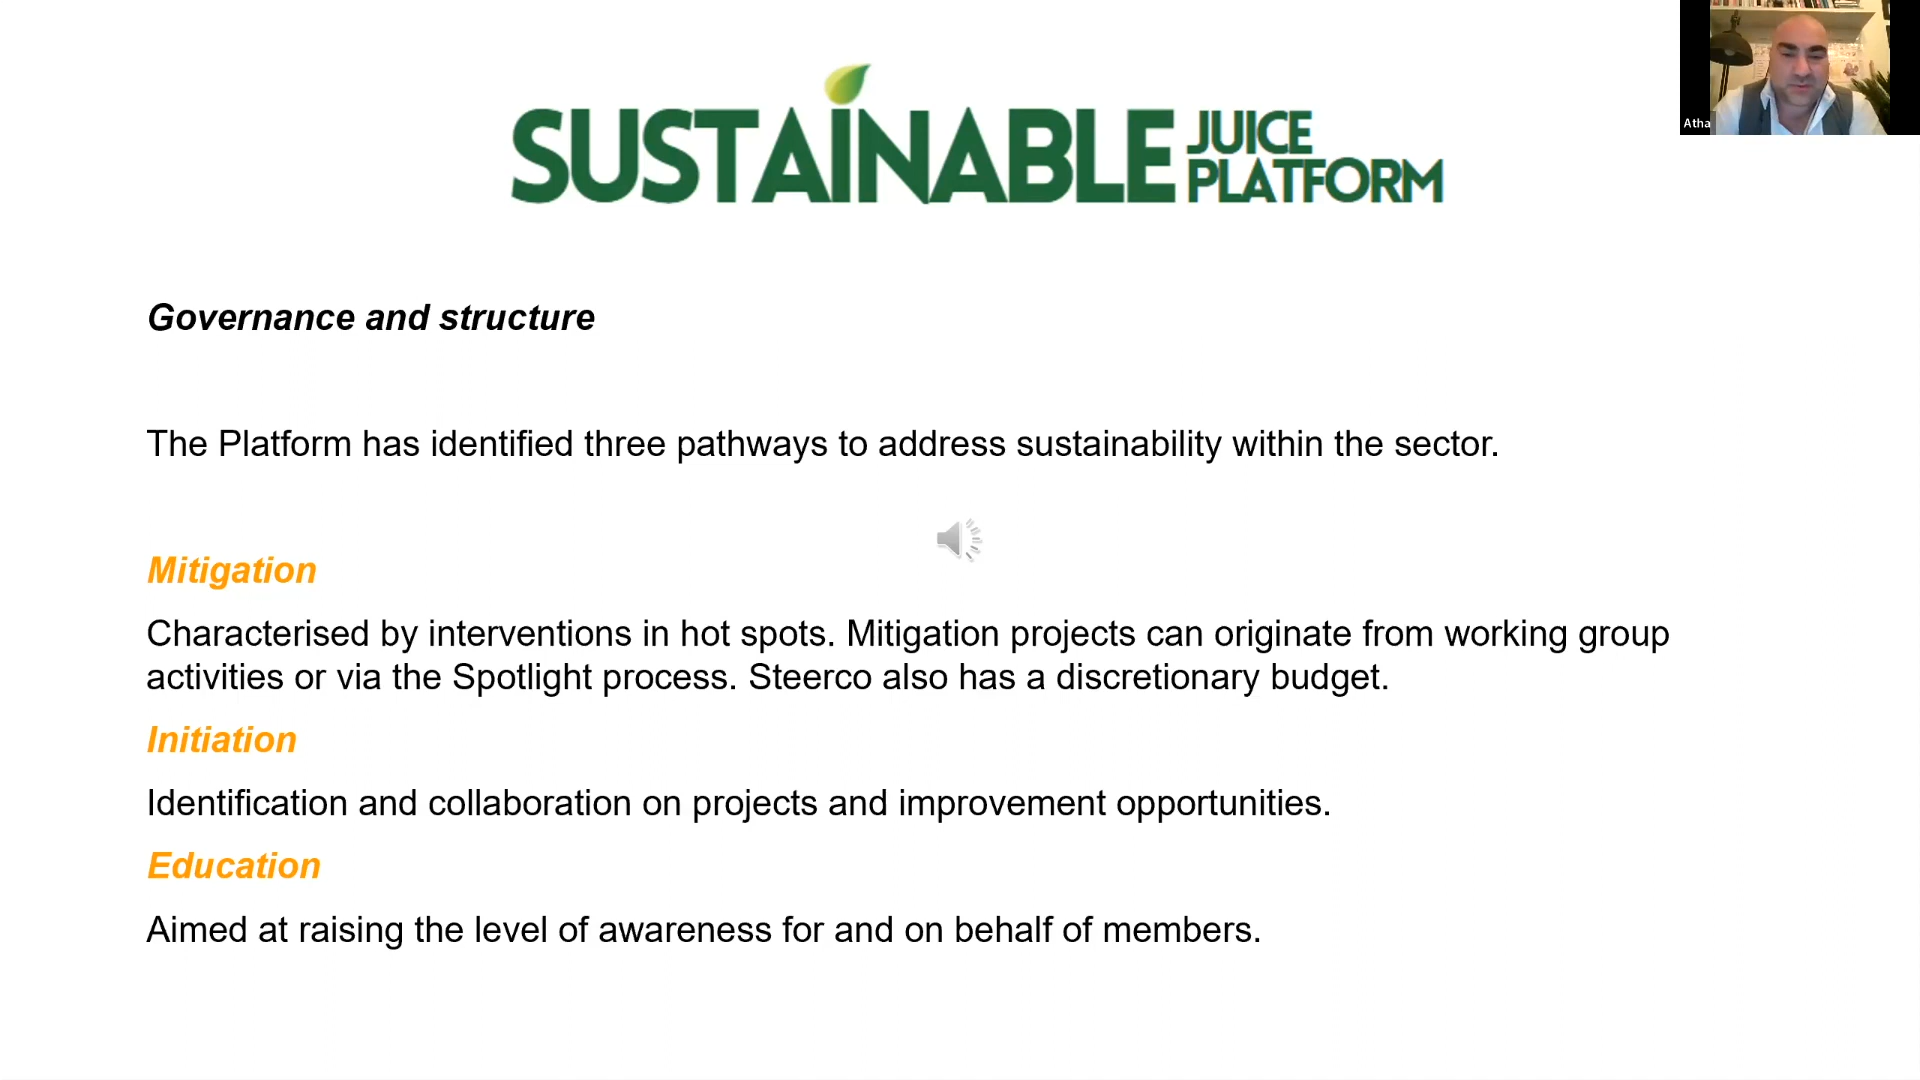 SUSTAINABLE JUICE
PLATFORM
Atha
Governance and structure
The Platform has identified three pathways to address sustainability within the sector.
Mitigation
Characterised by interventions in hot spots. Mitigation projects can originate from working group
activities or via the Spotlight process. Steerco also has a discretionary budget.
Initiation
Identification and collaboration on projects and improvement opportunities.
Education
Aimed at raising the level of awareness for and on behalf of members.